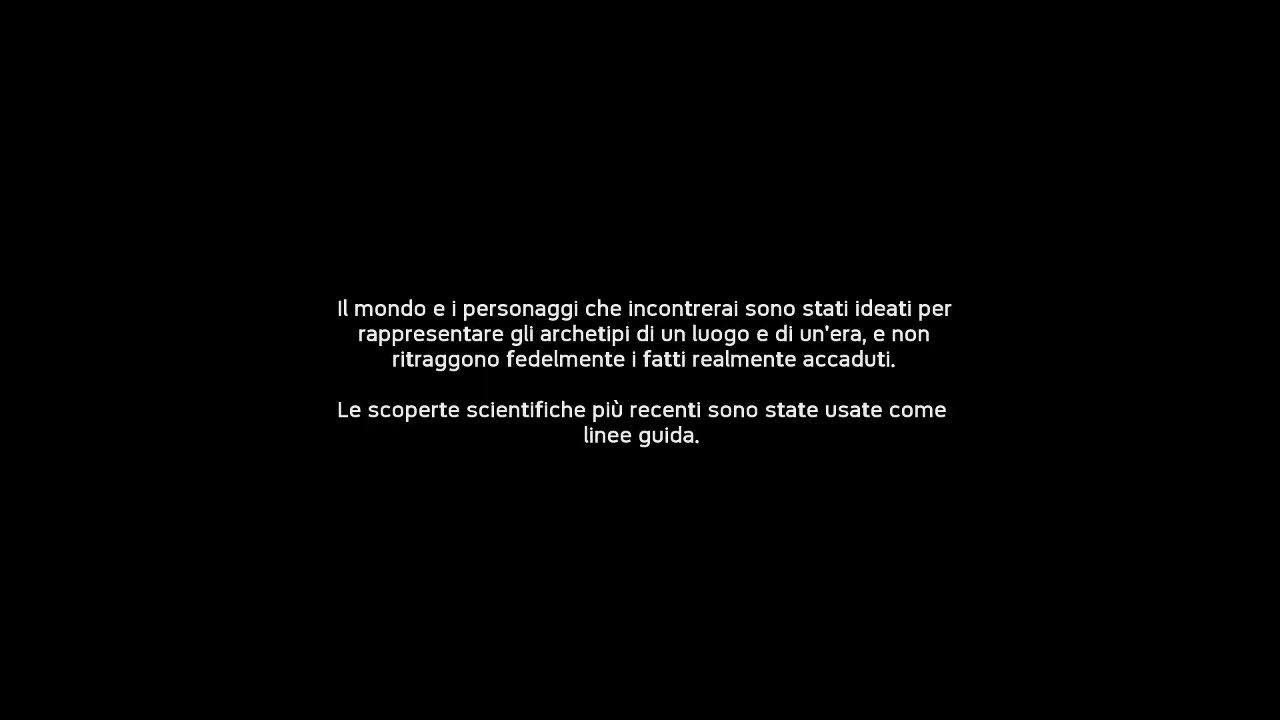 Il mondo e i personaggi che incontrerai sono stati ideati per
rappresentare gli archetipi di un luogo e di un'era, e non
ritraggono fedelmente i fatti realmente accaduti.
Le scoperte scientifiche più recenti sono state usate come
linee guida.